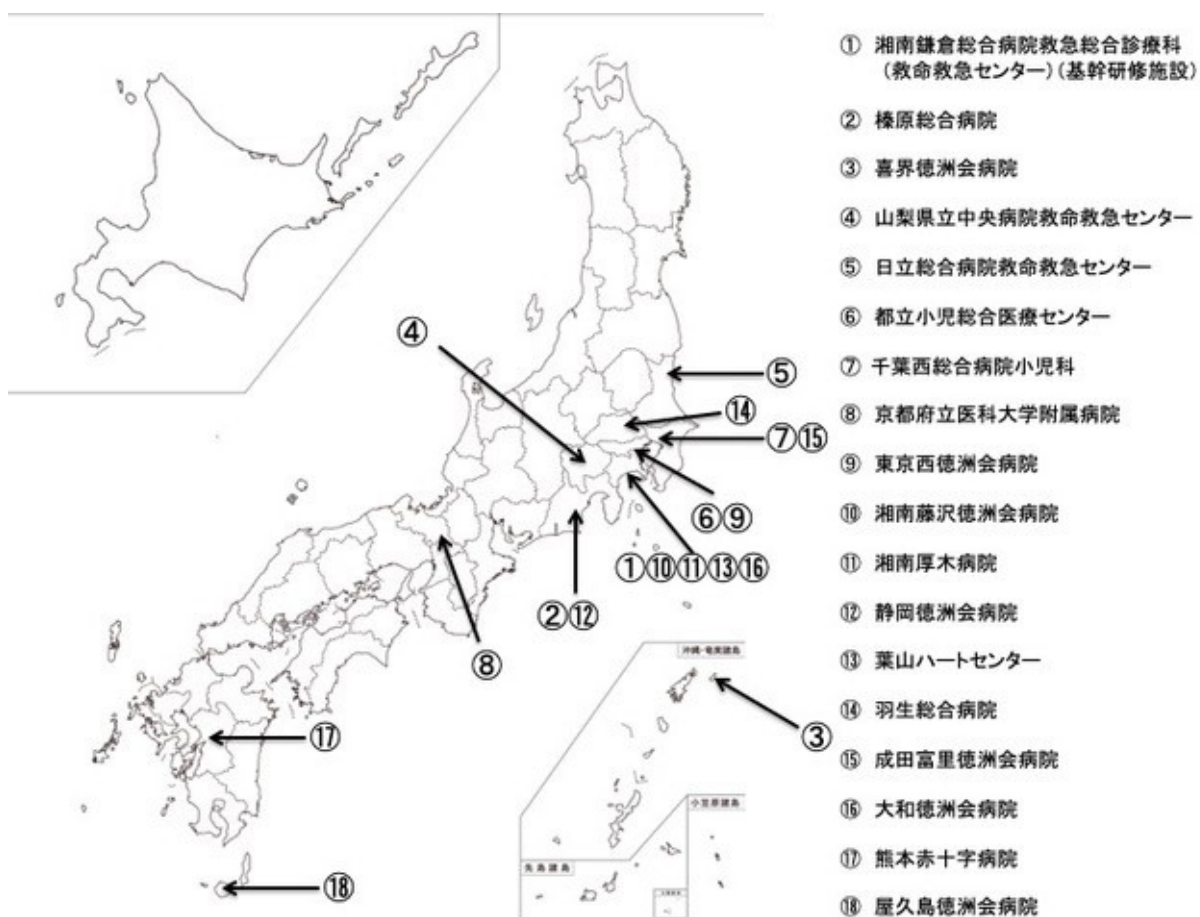 ① 湘南鎌倉総合病院救急総合診療科
（救命救急センター）（基幹研修施設）
② 榛原総合病院
③ 喜界徳洲会病院
④ 山梨県立中央病院救命救急センター
⑤ 日立総合病院救命救急センター
⑥ 都立小児総合医療センター
⑦ 千葉西総合病院小児科
⑧ 京都府立医科大学附属病院
⑨ 東京西徳洲会病院
⑩ 湘南藤沢徳洲会病院
⑪ 湘南厚木病院
⑫ 静岡徳洲会病院
⑬ 葉山ハートセンター
⑭ 羽生総合病院
⑮ 成田富里徳洲会病院
⑯ 大和徳洲会病院
⑰ 熊本赤十字病院
⑱ 屋久島徳洲会病院
④
⑤
⑭
⑦⑮
⑥⑨
①⑩⑪⑬⑯
②⑫
⑧
沖縄・奄美諸島
③
⑰
小笠原諸島
先島諸島
⑱